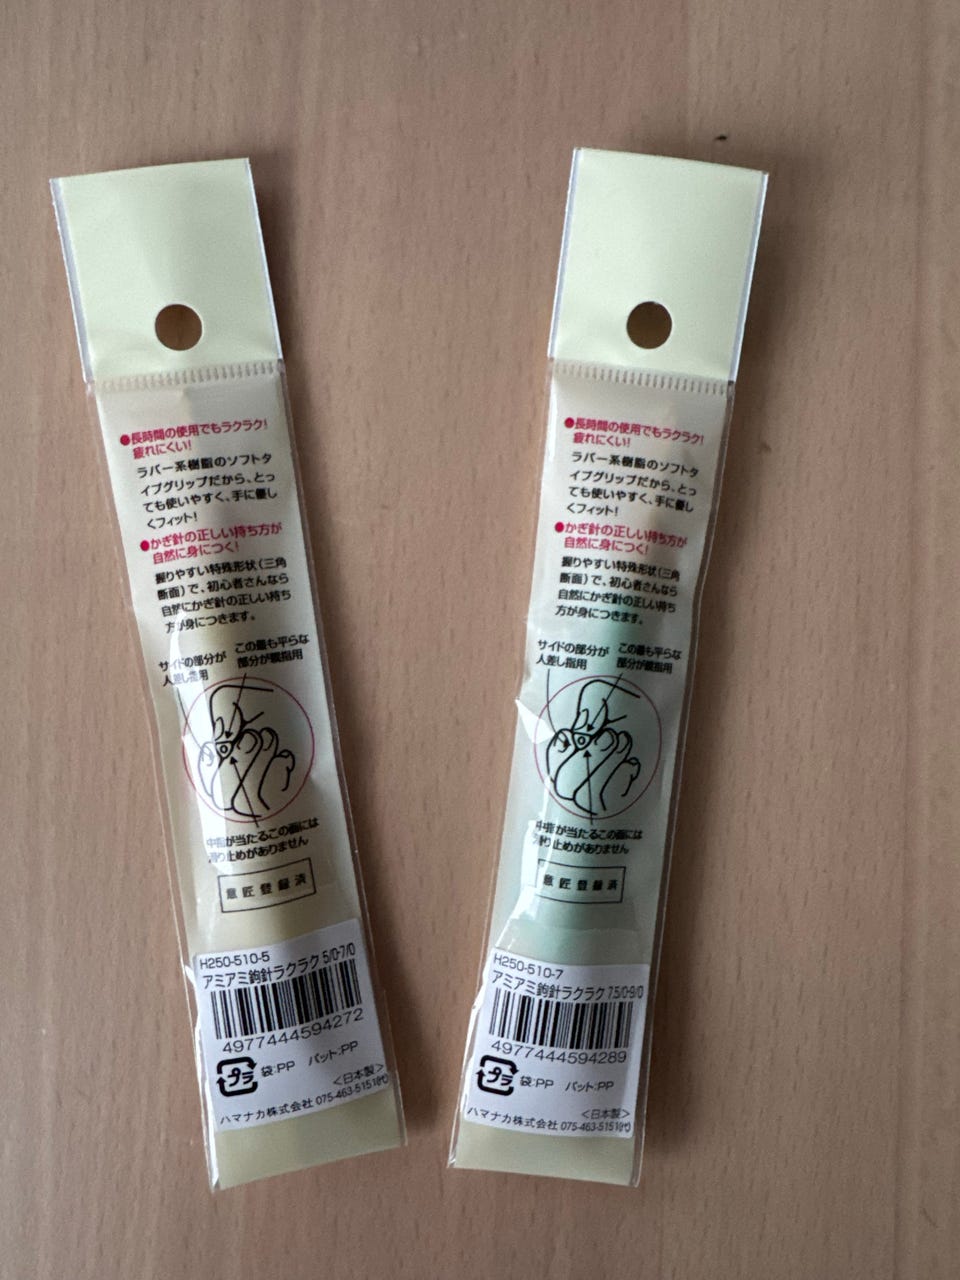 ●長時間の使用でもラクラク!
疲れにくい!
ラバー系樹脂のソフトタ
イプグリップだから、とっ
ても使いやすく、手に優し
くフィット!
●かぎ針の正しい持ち方が
自然に身につく!
握りやすい特殊形状(三角
断面)で、初心者さんなら
自然にかぎ針の正しい持ち
方が身につきます。
サイドの部分が
人差し指用
この最も平らな
部分が親指用
中指が当たるこの面には
滑り止めがありません
意匠登録済
H250-510-5
アミアミ鉤針ラクラク 5/0-7/0
4977444594272
プラ 袋:PP パット:PP
<日本製>
ハマナカ株式会社 075-463-5151(代)
●長時間の使用でもラクラク!
疲れにくい!
ラバー系樹脂のソフトタ
イプグリップだから、とっ
ても使いやすく、手に優し
くフィット!
●かぎ針の正しい持ち方が
自然に身につく!
握りやすい特殊形状(三角
断面)で、初心者さんなら
自然にかぎ針の正しい持ち
方が身につきます。
サイドの部分が
人差し指用
この最も平らな
部分が親指用
中指が当たるこの面には
滑り止めがありません
意匠登録済
H250-510-7
アミアミ鉤針ラクラク 7.5/0-9/0
4977444594289
プラ 袋:PP パット:PP
<日本製>
ハマナカ株式会社 075-463-5151(代)